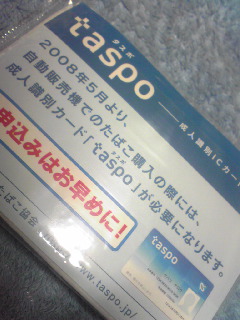 タスポ
taspo
成人識別ICカード
2008年5月より、
自動販売機でのたばこ購入の際には、
タスポ
成人識別カード「taspo」が必要になります。
申込みはお早めに!
taspo
たばこ協会
www.taspo.jp/